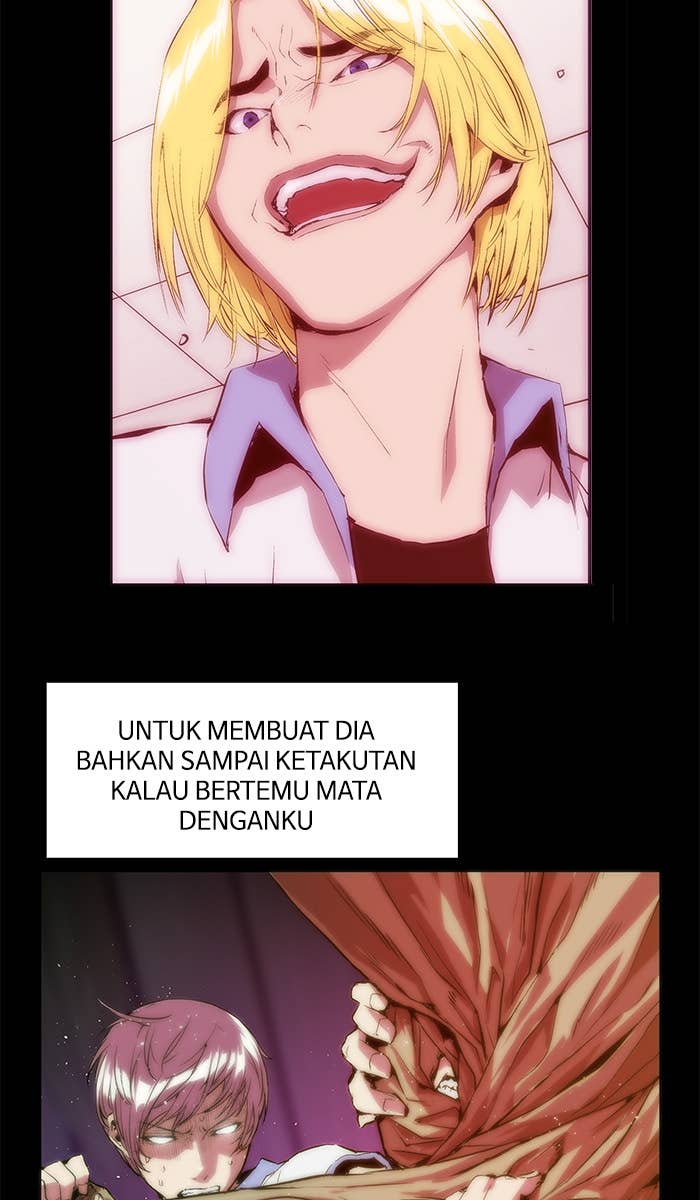 UNTUK MEMBUAT DIA
BAHKAN SAMPAI KETAKUTAN
KALAU BERTEMU MATA
DENGANKU